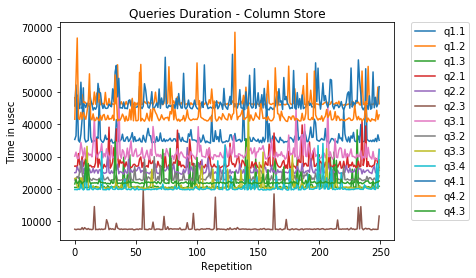 Queries Duration - Column Store
Time in usec
70000
60000
50000
40000
30000
20000
10000
0
50
100
150
200
250
Repetition
q1.1
q1.2
q1.3
q2.1
q2.2
q2.3
q3.1
q3.2
q3.3
q3.4
q4.1
q4.2
q4.3